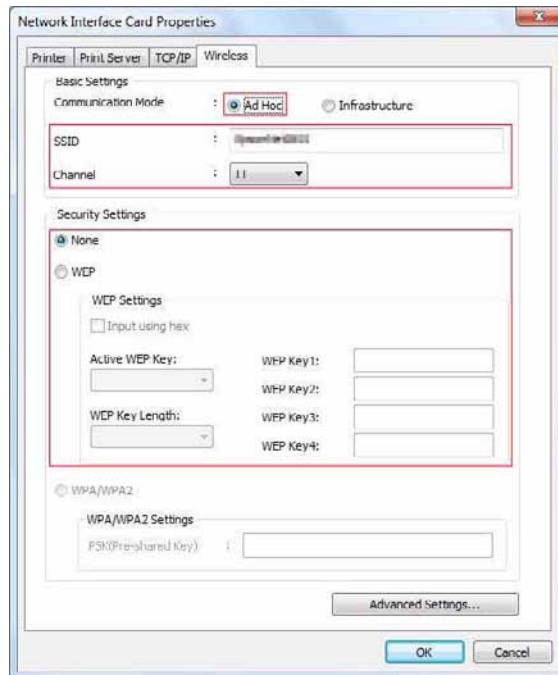 Network Interface Card Properties
Printer Print Server TCP/IP Wireless
Basic Settings
Communication Mode : Ad Hoc Infrastructure
SSID :
Channel : 11
Security Settings
None
WEP
WEP Settings
Input using hex
Active WEP Key: WEP Key1:
WEP Key2:
WEP Key Length: WEP Key3:
WEP Key4:
WPA/WPA2
WPA/WPA2 Settings
PSK(Pre-shared Key) :
Advanced Settings...
OK Cancel